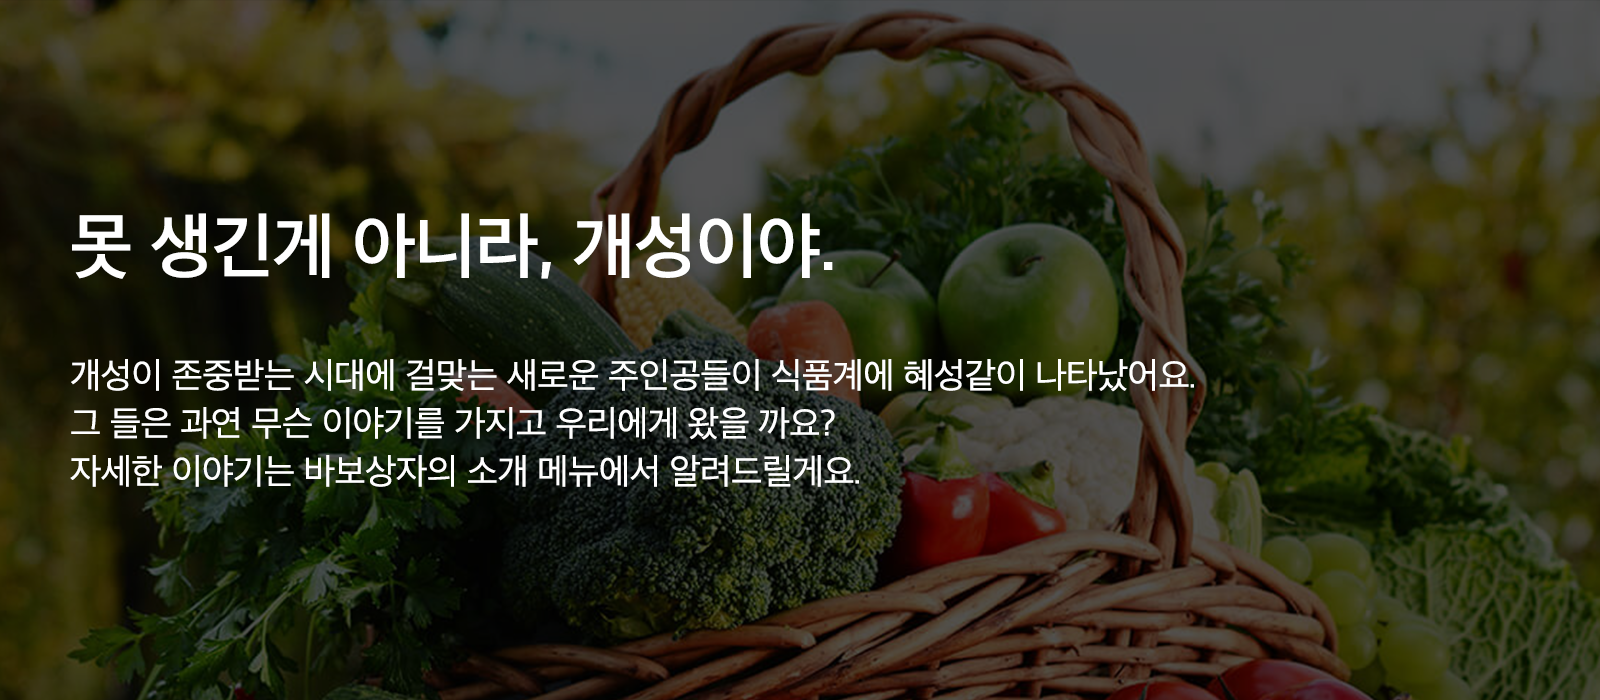 못 생긴게 아니라, 개성이야.
개성이 존중받는 시대에 걸맞는 새로운 주인공들이 식품계에 혜성같이 나타났어요.
그 들은 과연 무슨 이야기를 가지고 우리에게 왔을 까요?
자세한 이야기는 바보상자의 소개 메뉴에서 알려드릴게요.